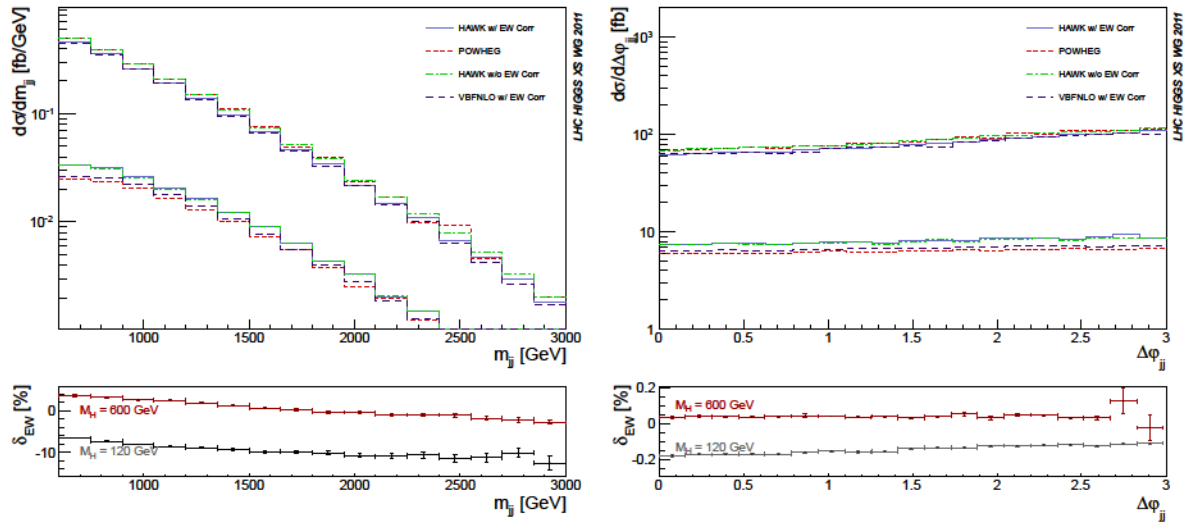 dσ/dm_jj [fb/GeV]
10^-1
10^-2
HAWK w/ EW Corr
POWHEG
HAWK w/o EW Corr
VBFNLO w/ EW Corr
LHC HIGGS XS WG 2011
1000 1500 2000 2500 3000
m_jj [GeV]
δ_EW [%]
0
-10
M_H = 600 GeV
M_H = 120 GeV
1000 1500 2000 2500 3000
m_jj [GeV]
dσ/dΔφ_jj [fb]
10^3
10^2
10
1
HAWK w/ EW Corr
POWHEG
HAWK w/o EW Corr
VBFNLO w/ EW Corr
LHC HIGGS XS WG 2011
0 0.5 1 1.5 2 2.5 3
Δφ_jj
δ_EW [%]
0.2
0
-0.2
M_H = 600 GeV
M_H = 120 GeV
0 0.5 1 1.5 2 2.5 3
Δφ_jj